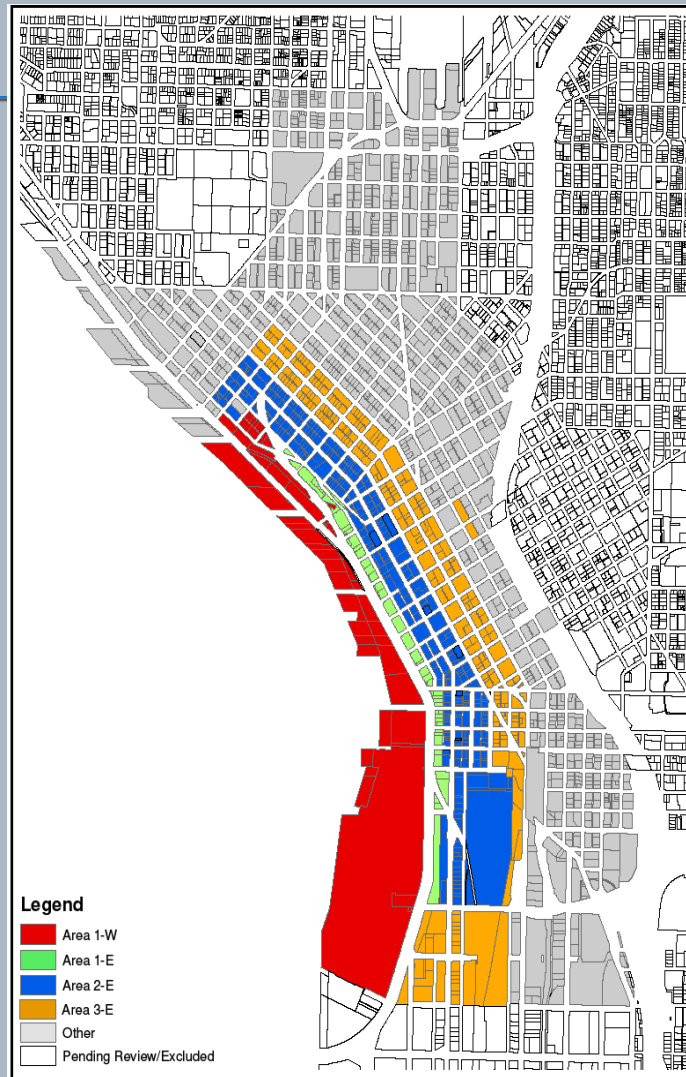 Legend
Area 1-W
Area 1-E
Area 2-E
Area 3-E
Other
Pending Review/Excluded